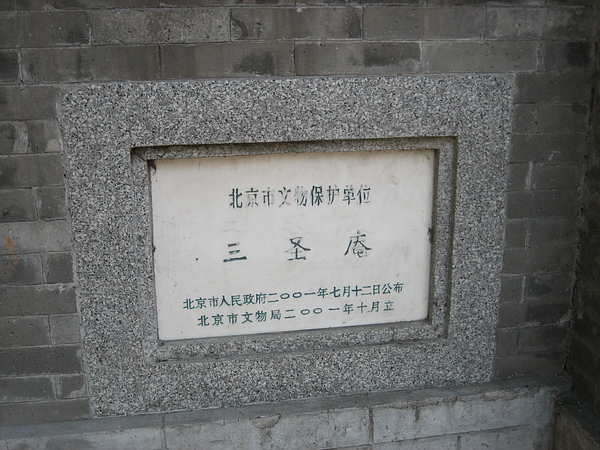 北京市文物保护单位
三圣庵
北京市人民政府二〇〇一年七月十二日公布
北京市文物局二〇〇一年十月立